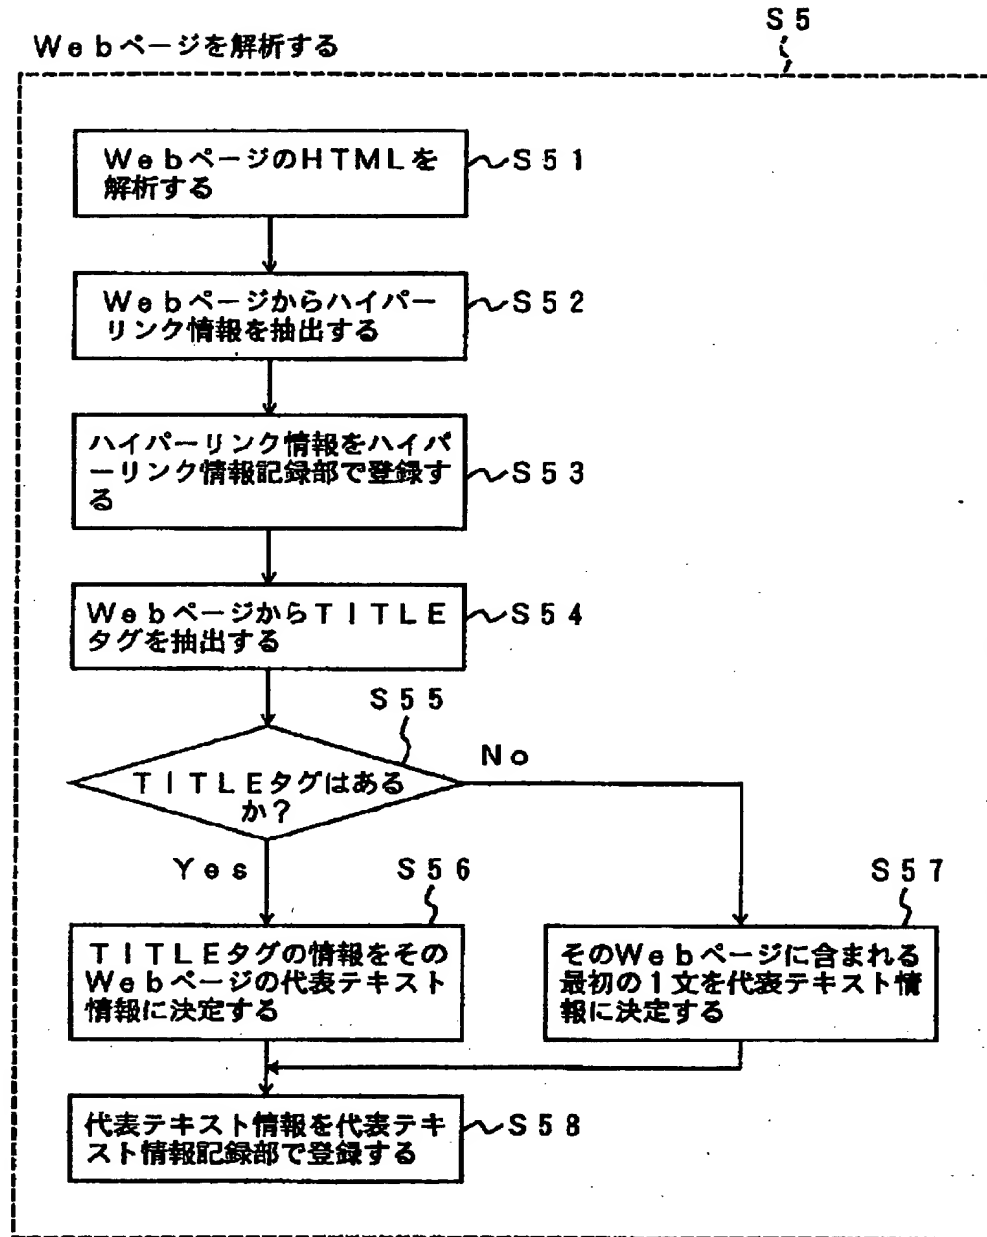 S5
Webページを解析する
WebページのHTMLを
解析する
S51
Webページからハイパー
リンク情報を抽出する
S52
ハイパーリンク情報をハイパ
ーリンク情報記録部で登録す
る
S53
WebページからTITLE
タグを抽出する
S54
S55
TITLEタグはある
か?
No
Yes
S56
TITLEタグの情報をその
Webページの代表テキスト
情報に決定する
S57
そのWebページに含まれる
最初の1文を代表テキスト情
報に決定する
代表テキスト情報を代表テキ
スト情報記録部で登録する
S58